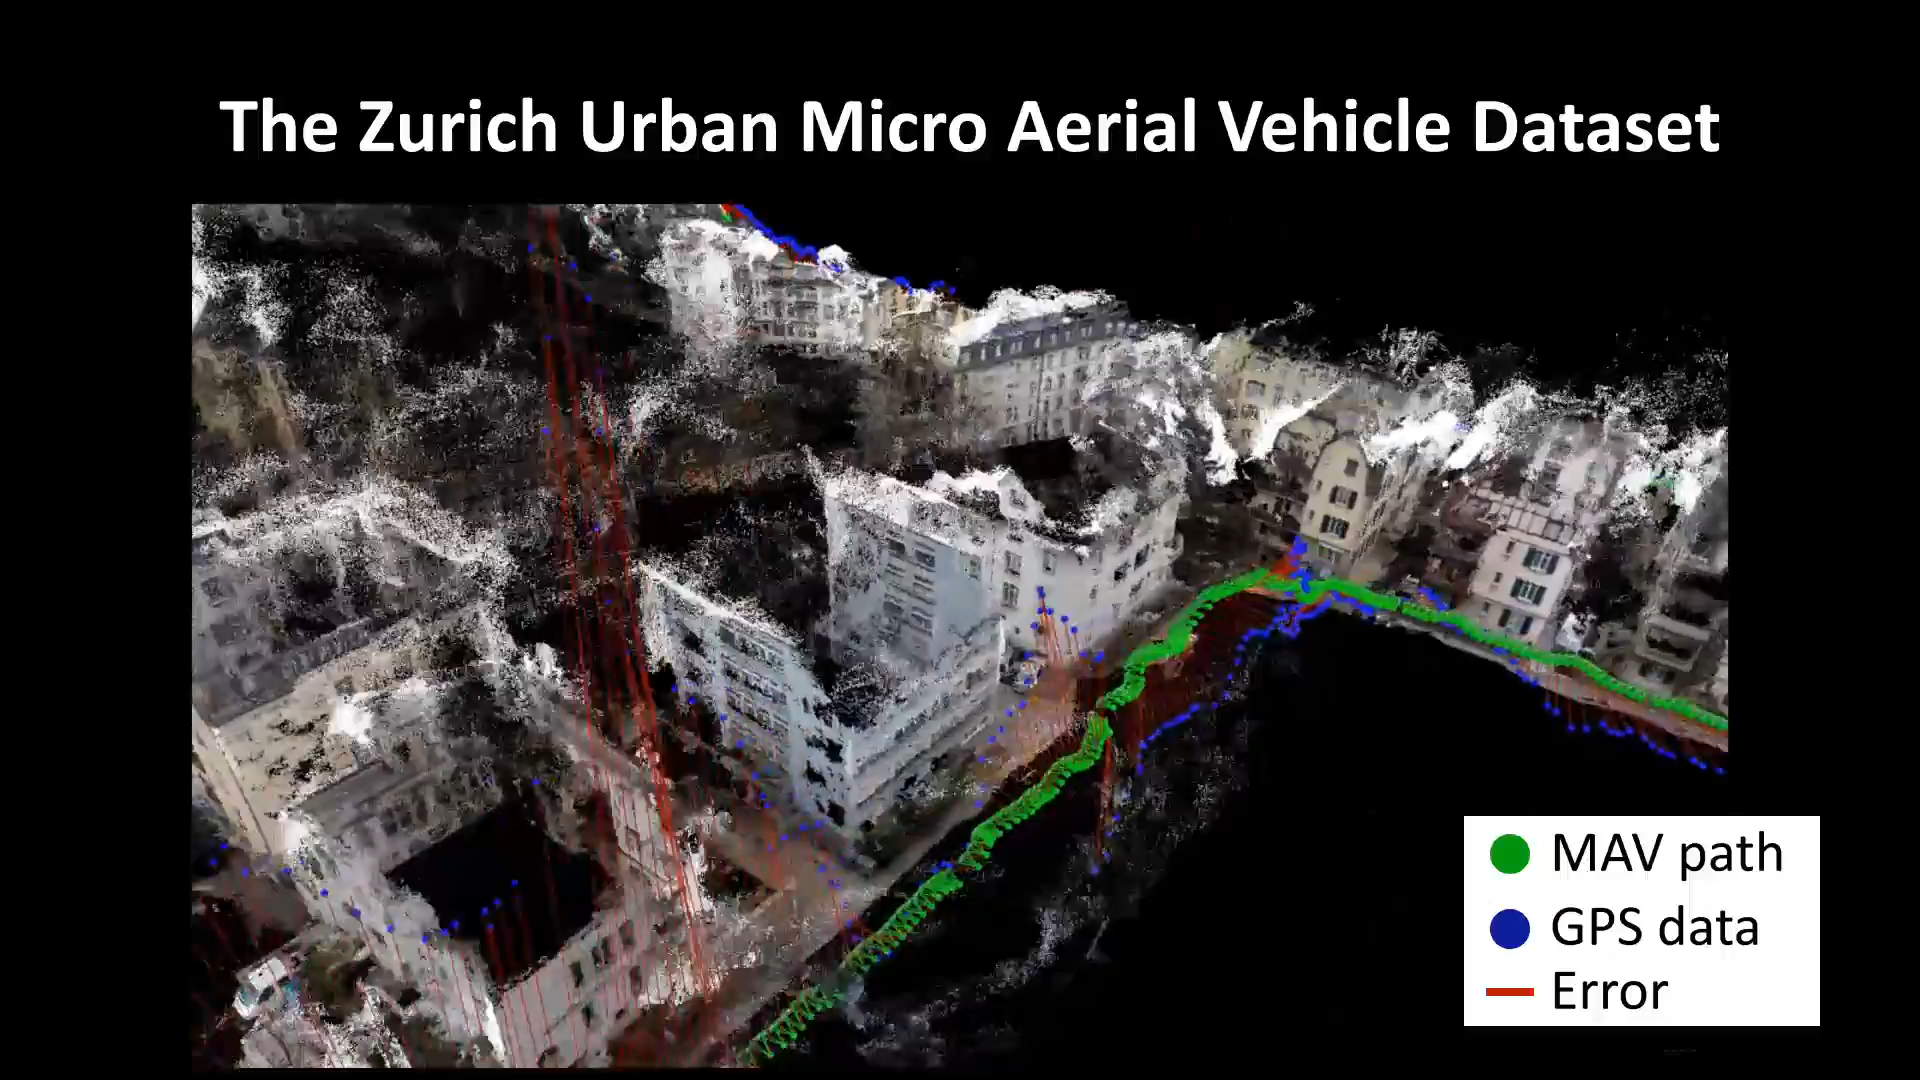 The Zurich Urban Micro Aerial Vehicle Dataset
MAV path
GPS data
Error